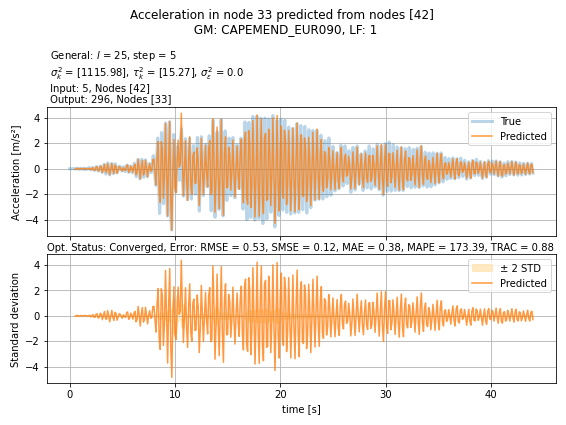 Acceleration in node 33 predicted from nodes [42]
GM: CAPEMEND_EUR090, LF: 1
General: l = 25, step = 5
σ²ₖ = [1115.98], τ²ₖ = [15.27], σ²ₑ = 0.0
Input: 5, Nodes [42]
Output: 296, Nodes [33]
Acceleration [m/s²]
4
2
0
−2
−4
True
Predicted
Opt. Status: Converged, Error: RMSE = 0.53, SMSE = 0.12, MAE = 0.38, MAPE = 173.39, TRAC = 0.88
Standard deviation
4
2
0
−2
−4
± 2 STD
Predicted
0 10 20 30 40
time [s]